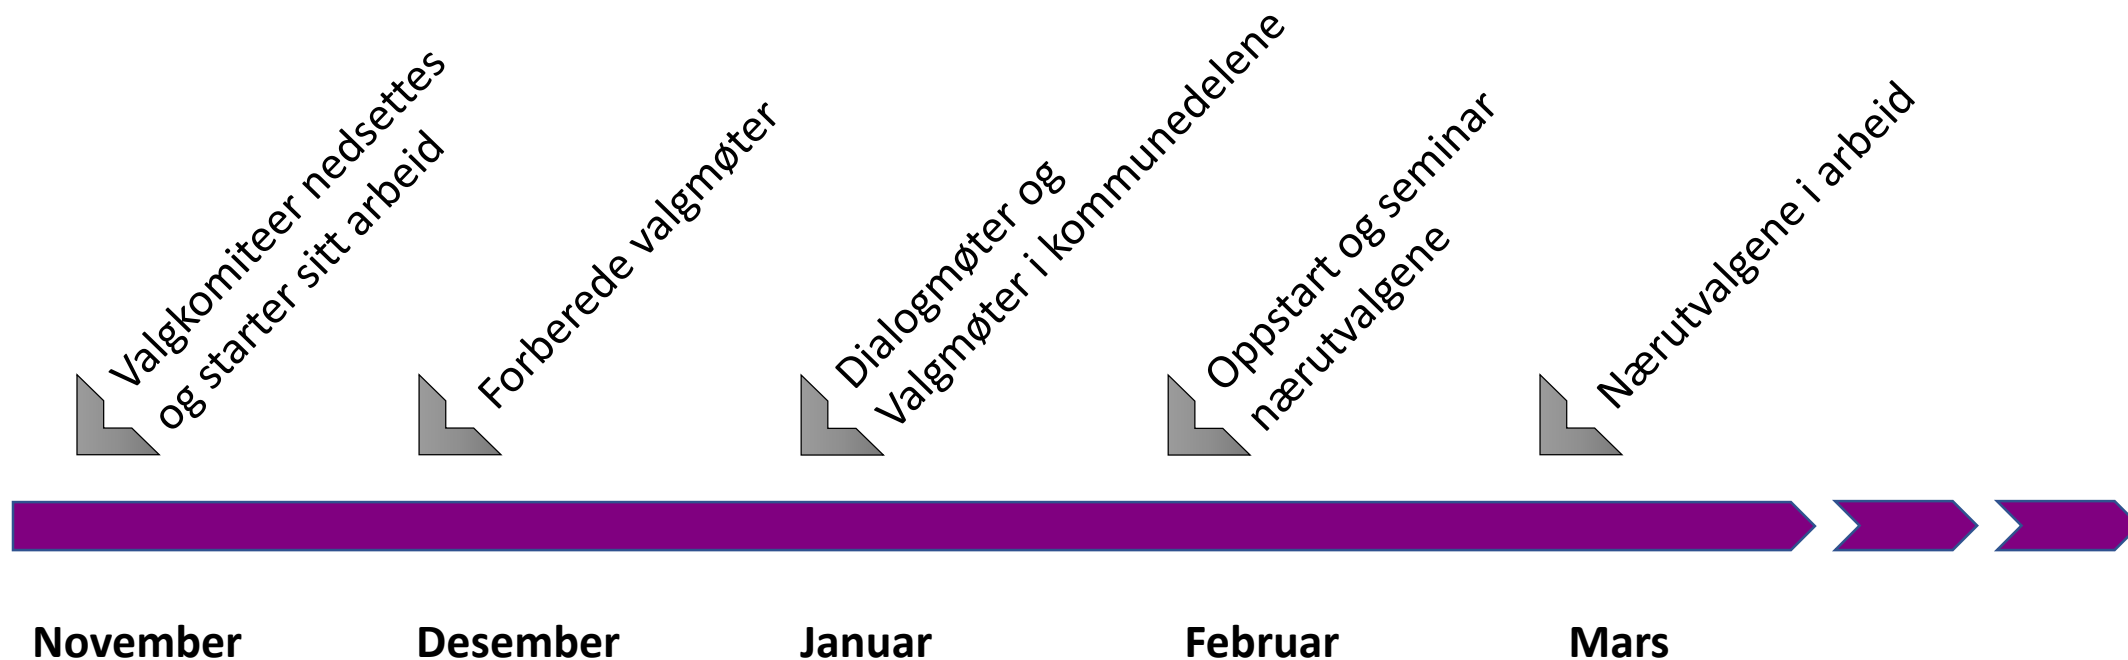 Valgkomiteer nedsettes
og starter sitt arbeid
Forberede valgmøter
Dialogmøter og
Valgmøter i kommunedelene
Oppstart og seminar
nærutvalgene
Nærutvalgene i arbeid
November
Desember
Januar
Februar
Mars